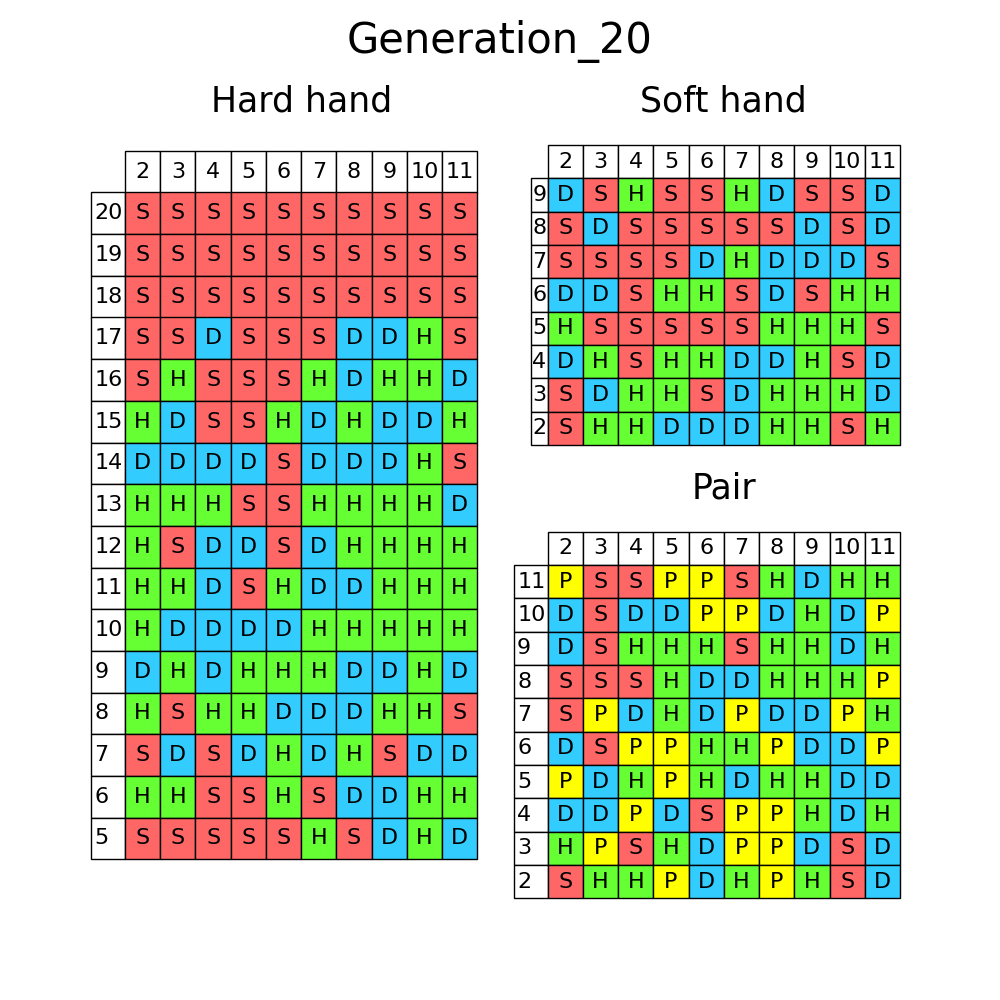 Generation_20
Hard hand
2 3 4 5 6 7 8 9 10 11
20 S S S S S S S S S S
19 S S S S S S S S S S
18 S S S S S S S S S S
17 S S D S S S D D H S
16 S H S S S H D H H D
15 H D S S H D H D D H
14 D D D D S D D D H S
13 H H H S S H H H H D
12 H S D D S D H H H H
11 H H D S H D D H H H
10 H D D D D H H H H H
9 D H D H H H D D H D
8 H S H H D D D H H S
7 S D S D H D H S D D
6 H H S S H S D D H H
5 S S S S S H S D H D
Soft hand
2 3 4 5 6 7 8 9 10 11
9 D S H S S H D S S D
8 S D S S S S S D S D
7 S S S S D H D D D S
6 D D S H H S D S H H
5 H S S S S S H H H S
4 D H S H H D D H S D
3 S D H H S D H H H D
2 S H H D D D H H S H
Pair
2 3 4 5 6 7 8 9 10 11
11 P S S P P S H D H H
10 D S D D P P D H D P
9 D S H H H S H H D H
8 S S S H D D H H H P
7 S P D H D P D D P H
6 D S P P H H P D D P
5 P D H P H D H H D D
4 D D P D S P P H D H
3 H P S H D P P D S D
2 S H H P D H P H S D